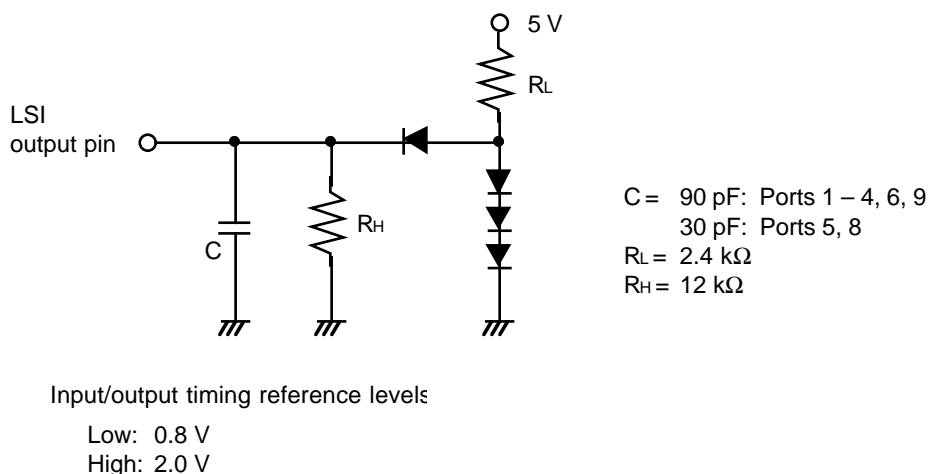 5 V
RL
LSI
output pin
RH
C
C = 90 pF: Ports 1 – 4, 6, 9
30 pF: Ports 5, 8
RL = 2.4 kΩ
RH = 12 kΩ
Input/output timing reference levels
Low: 0.8 V
High: 2.0 V